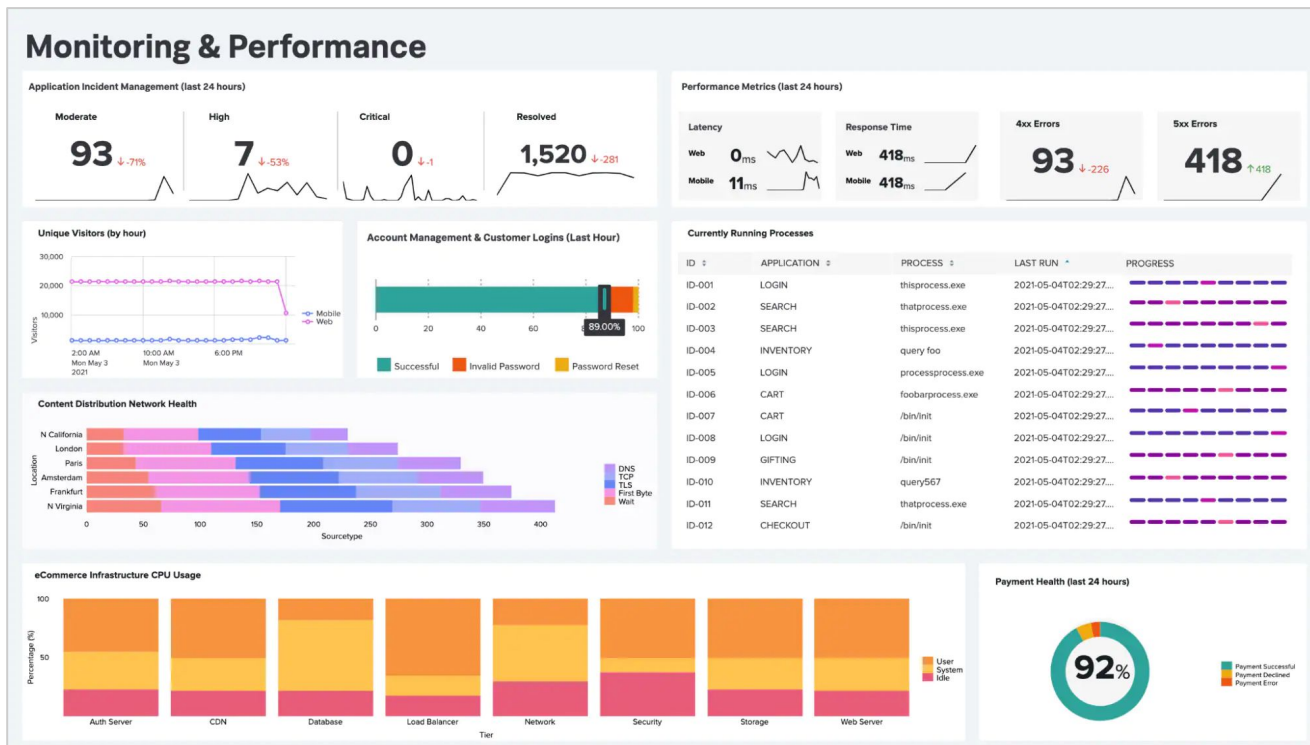 Monitoring & Performance
Application Incident Management (last 24 hours)
Moderate
93 ↓-71%
High
7 ↓-53%
Critical
0 ↓-1
Resolved
1,520 ↓-281
Performance Metrics (last 24 hours)
Latency
Web 0ms
Mobile 11ms
Response Time
Web 418ms
Mobile 418ms
4xx Errors
93 ↓-226
5xx Errors
418 ↑418
Unique Visitors (by hour)
30,000
20,000
10,000
Visitors
2:00 AM 10:00 AM 6:00 PM
Mon May 3 Mon May 3
2021
Mobile
Web
Account Management & Customer Logins (Last Hour)
0 20 40 60 100
89.00%
Successful Invalid Password Password Reset
Currently Running Processes
ID APPLICATION PROCESS LAST RUN PROGRESS
ID-001 LOGIN thisprocess.exe 2021-05-04T02:29:27....
ID-002 SEARCH thatprocess.exe 2021-05-04T02:29:27....
ID-003 SEARCH thisprocess.exe 2021-05-04T02:29:27....
ID-004 INVENTORY query foo 2021-05-04T02:29:27....
ID-005 LOGIN processprocess.exe 2021-05-04T02:29:27....
ID-006 CART foobarprocess.exe 2021-05-04T02:29:27....
ID-007 CART /bin/init 2021-05-04T02:29:27....
ID-008 LOGIN /bin/init 2021-05-04T02:29:27....
ID-009 GIFTING /bin/init 2021-05-04T02:29:27....
ID-010 INVENTORY query567 2021-05-04T02:29:27....
ID-011 SEARCH thatprocess.exe 2021-05-04T02:29:27....
ID-012 CHECKOUT /bin/init 2021-05-04T02:29:27....
Content Distribution Network Health
Location
N California
London
Paris
Amsterdam
Frankfurt
N Virginia
0 50 100 150 200 250 300 350 400
Sourcetype
DNS
TCP
TLS
First Byte
Wait
eCommerce Infrastructure CPU Usage
100
50
Percentage (%)
Auth Server CDN Database Load Balancer Network Security Storage Web Server
Tier
User
System
Idle
Payment Health (last 24 hours)
92%
Payment Successful
Payment Declined
Payment Error